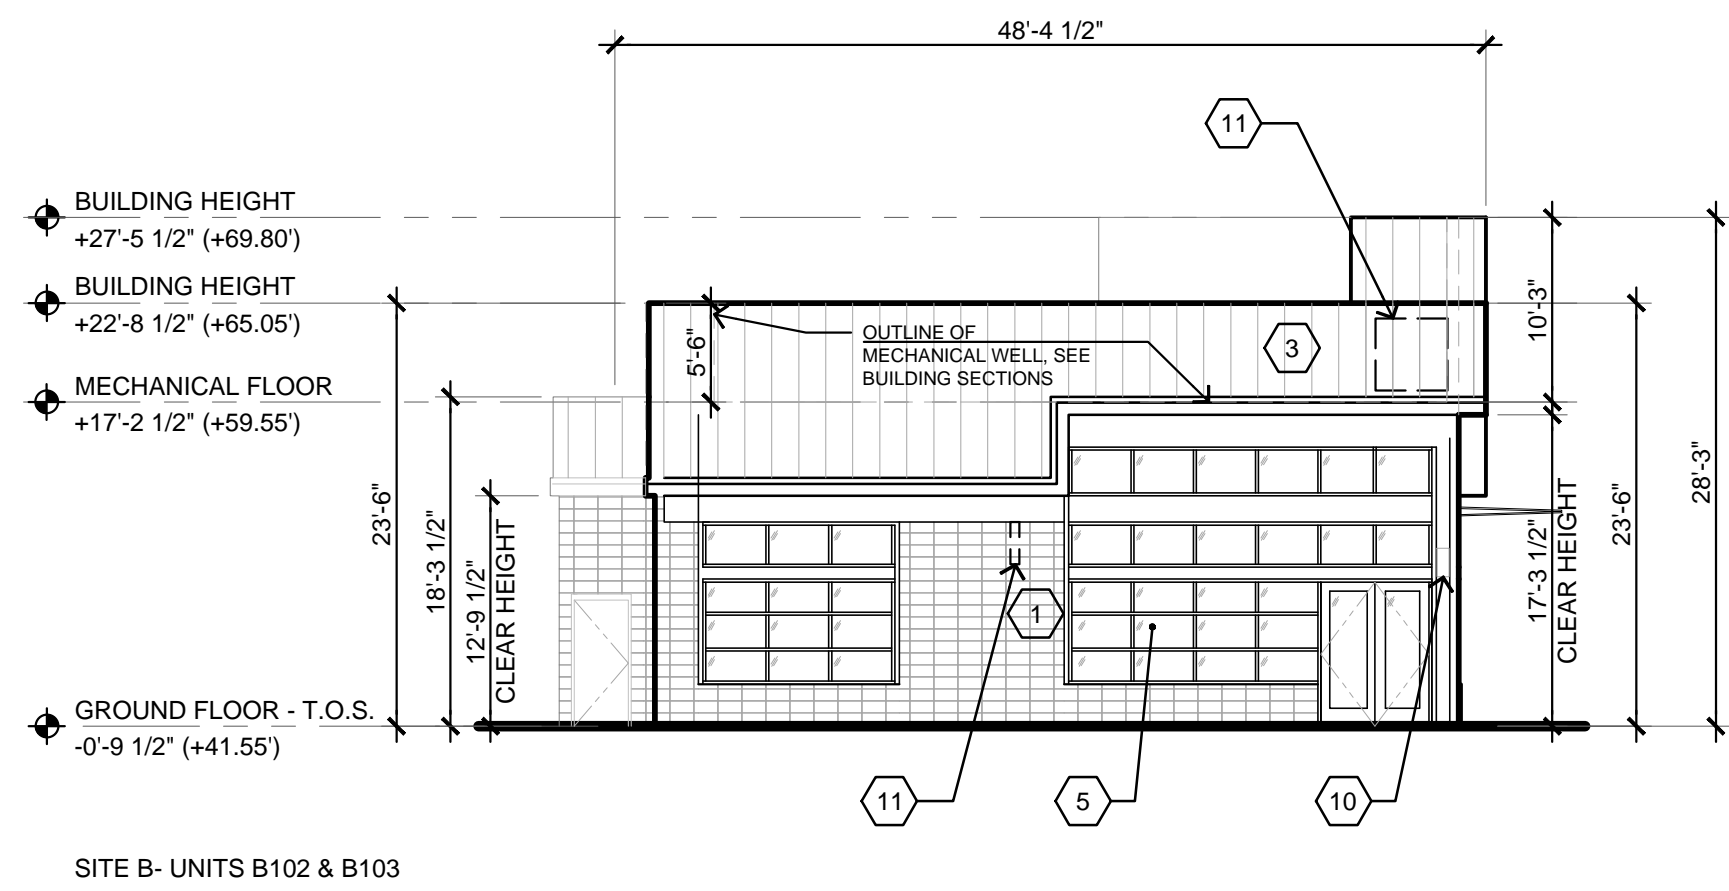 48'-4 1/2"
11
BUILDING HEIGHT
+27'-5 1/2" (+69.80')
BUILDING HEIGHT
+22'-8 1/2" (+65.05')
MECHANICAL FLOOR
+17'-2 1/2" (+59.55')
GROUND FLOOR - T.O.S.
-0'-9 1/2" (+41.55')
5'-6"
OUTLINE OF
MECHANICAL WELL, SEE
BUILDING SECTIONS
3
10'-3"
23'-6"
18'-3 1/2"
12'-9 1/2"
CLEAR HEIGHT
1
17'-3 1/2"
CLEAR HEIGHT
23'-6"
28'-3"
11
5
10
SITE B- UNITS B102 & B103